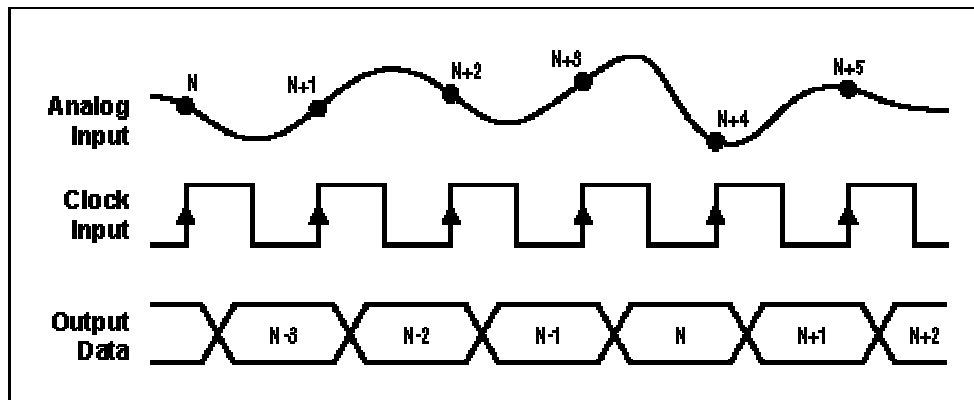 N
N+1
N+2
N+3
N+4
N+5
Analog
Input
Clock
Input
Output
Data
N-3
N-2
N-1
N
N+1
N+2